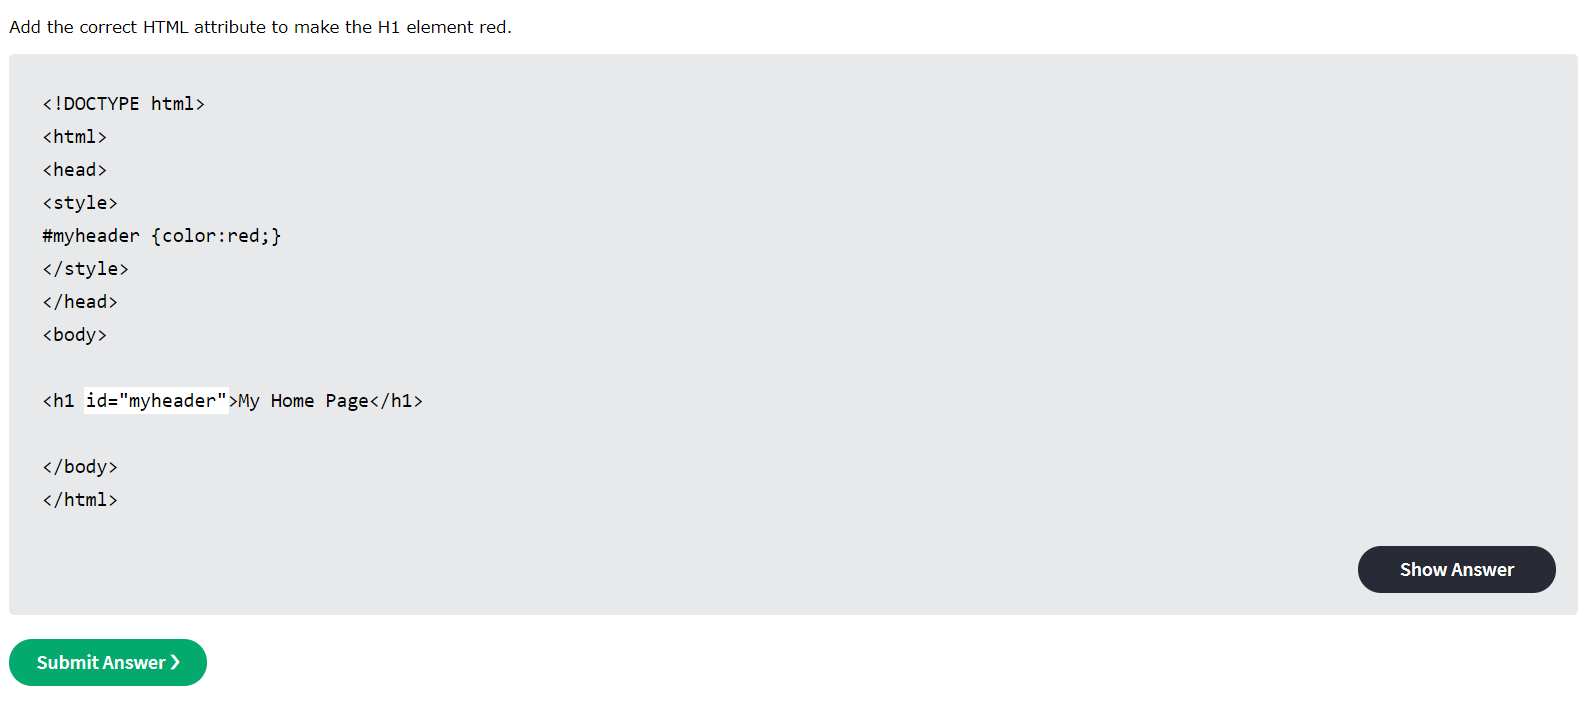 Add the correct HTML attribute to make the H1 element red.
<!DOCTYPE html>
<html>
<head>
<style>
#myheader {color:red;}
</style>
</head>
<body>
<h1 id="myheader">My Home Page</h1>
</body>
</html>
Show Answer
Submit Answer ❯